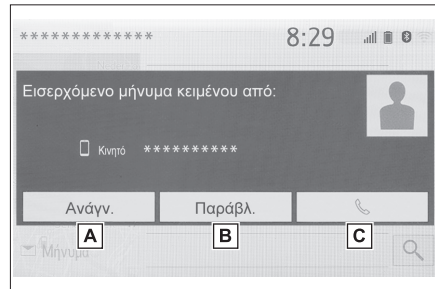 ************* 8:29
Εισερχόμενο μήνυμα κειμένου από:
Κινητό **********
Ανάγν. Παράβλ.
A B C
Μήνυμα